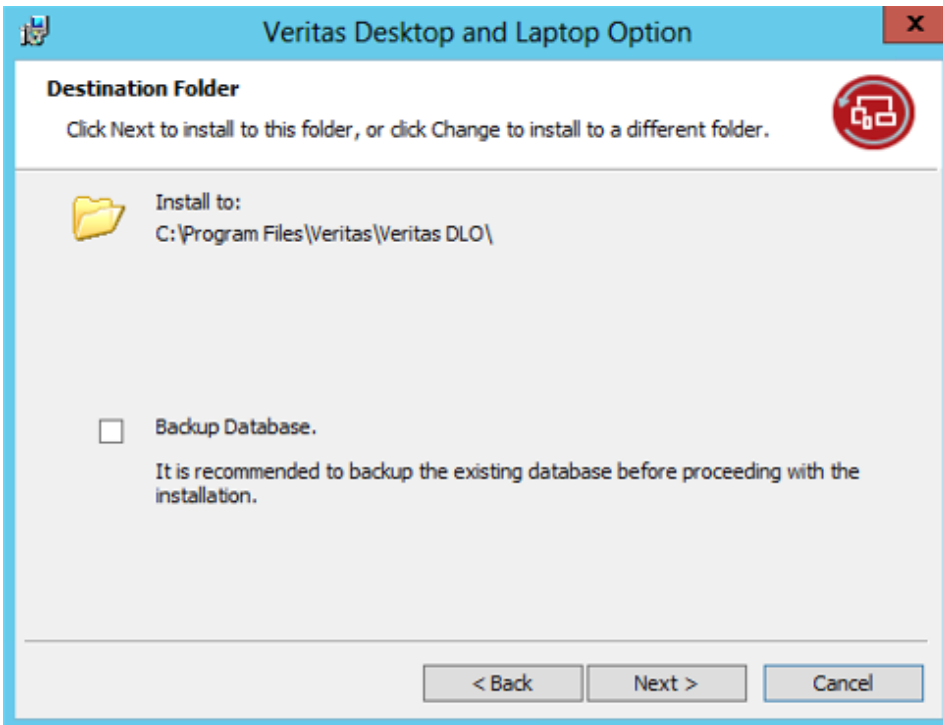 Veritas Desktop and Laptop Option
x
Destination Folder
Click Next to install to this folder, or click Change to install to a different folder.
Install to:
C:\Program Files\Veritas\Veritas DLO\
Backup Database.
It is recommended to backup the existing database before proceeding with the
installation.
< Back
Next >
Cancel